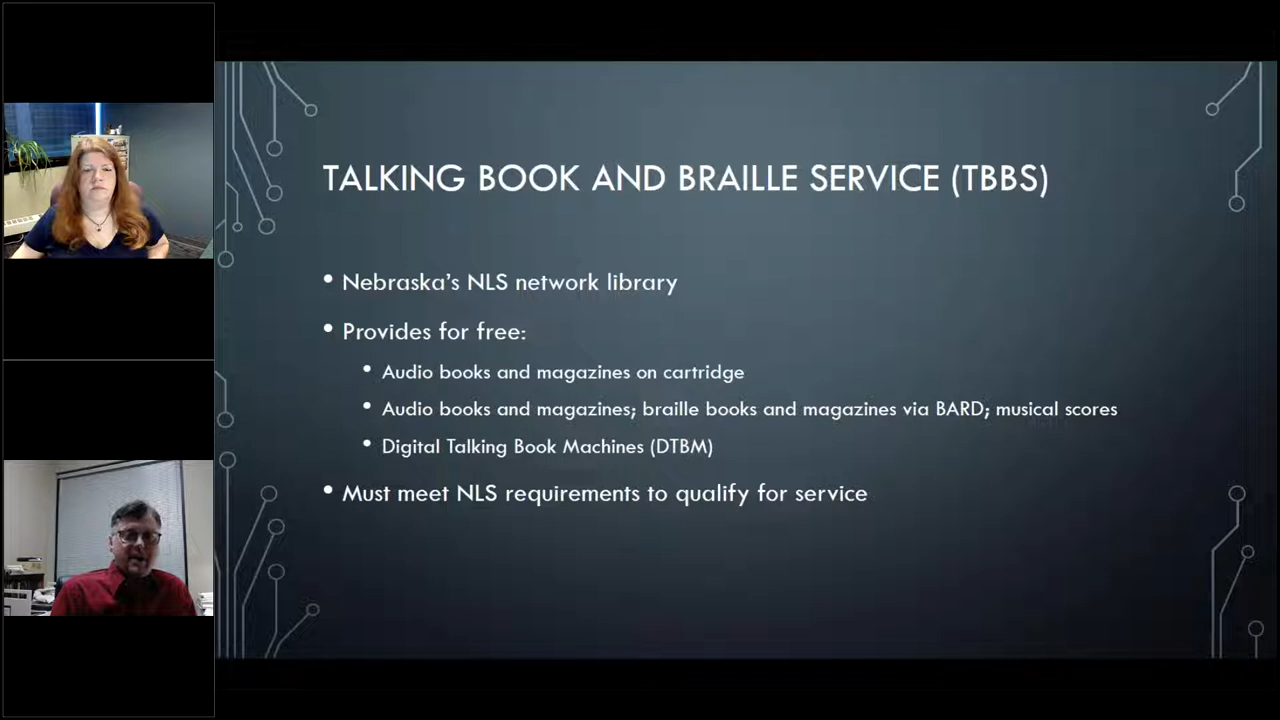 TALKING BOOK AND BRAILLE SERVICE (TBBS)
• Nebraska's NLS network library
• Provides for free:
• Audio books and magazines on cartridge
• Audio books and magazines; braille books and magazines via BARD; musical scores
• Digital Talking Book Machines (DTBM)
• Must meet NLS requirements to qualify for service